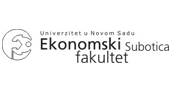 Univerzitet u Novom Sadu
Ekonomski Subotica
fakultet